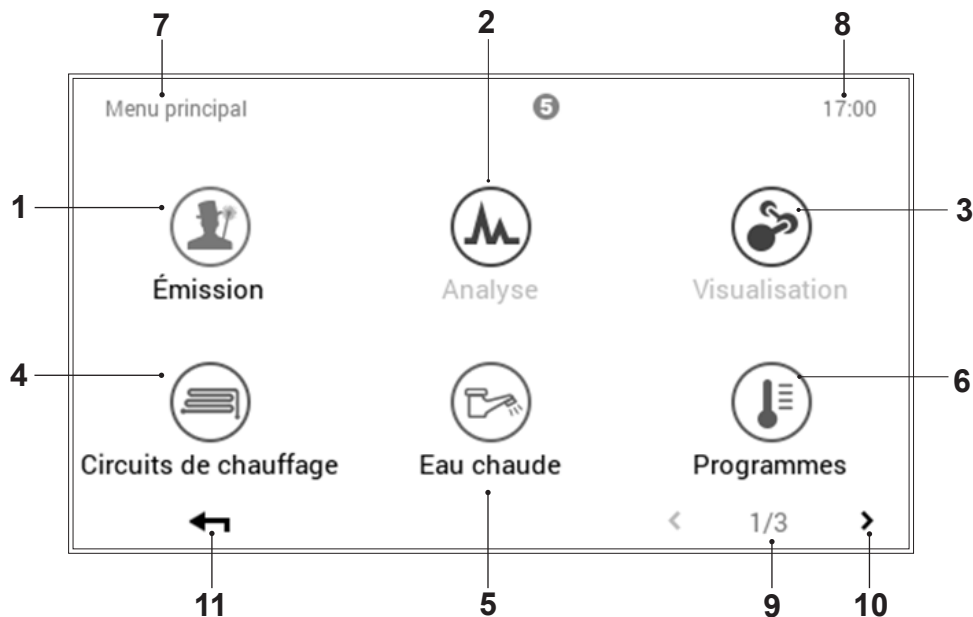 7 2 8
Menu principal 5 17:00
1 3
Émission Analyse Visualisation
4 6
Circuits de chauffage Eau chaude Programmes
< 1/3 >
11 5 9 10